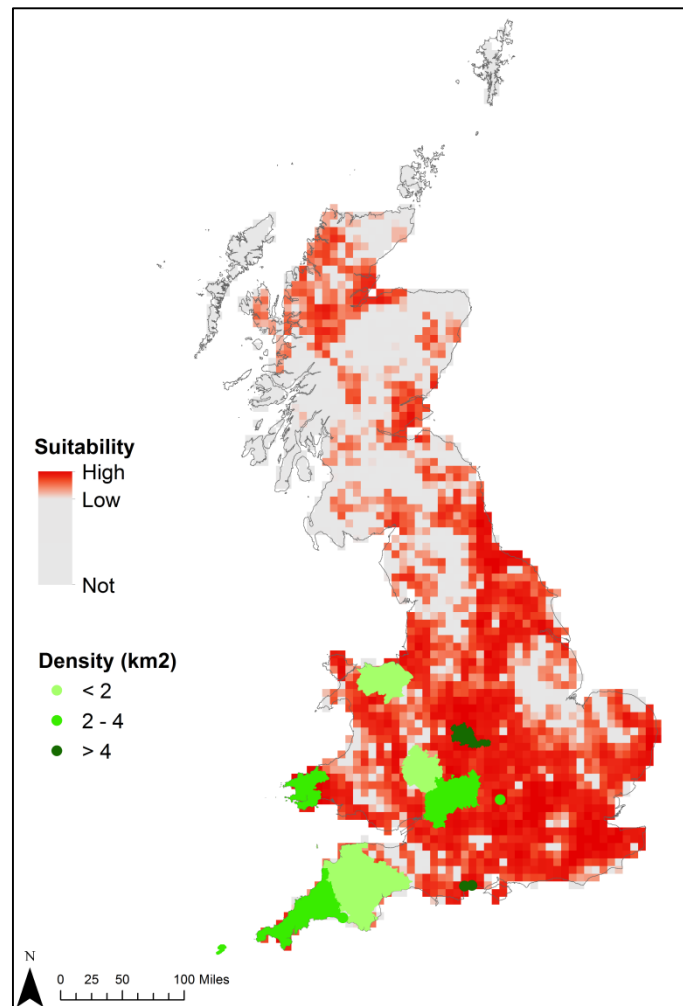 Suitability
High
Low
Not
Density (km2)
< 2
2 - 4
> 4
N
0 25 50 100 Miles